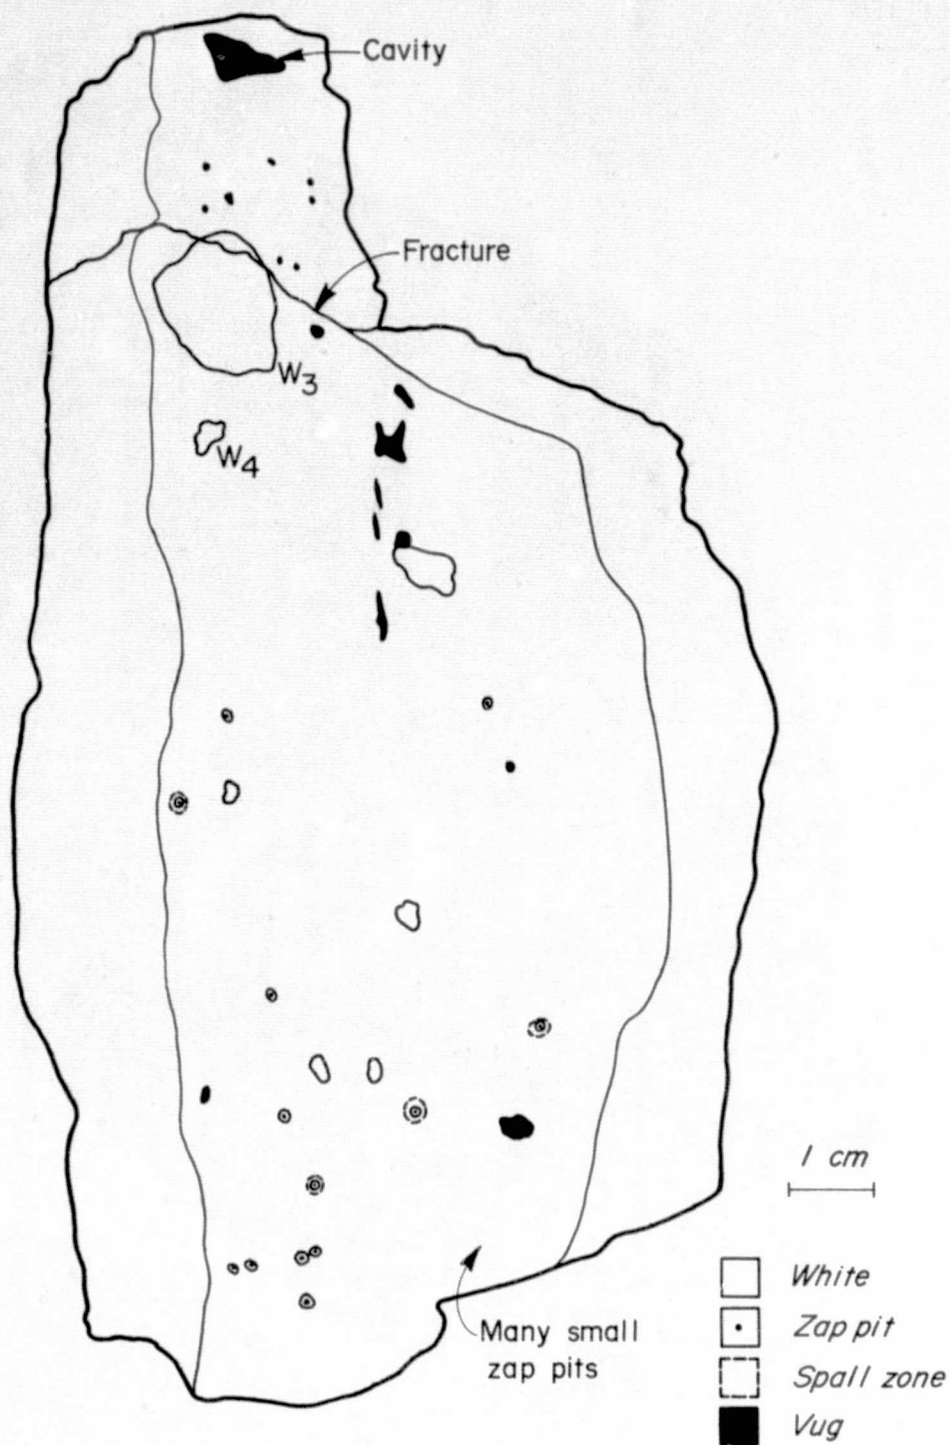 Cavity
Fracture
W3
W4
1 cm
White
Zap pit
Spall zone
Many small
zap pits
Vug